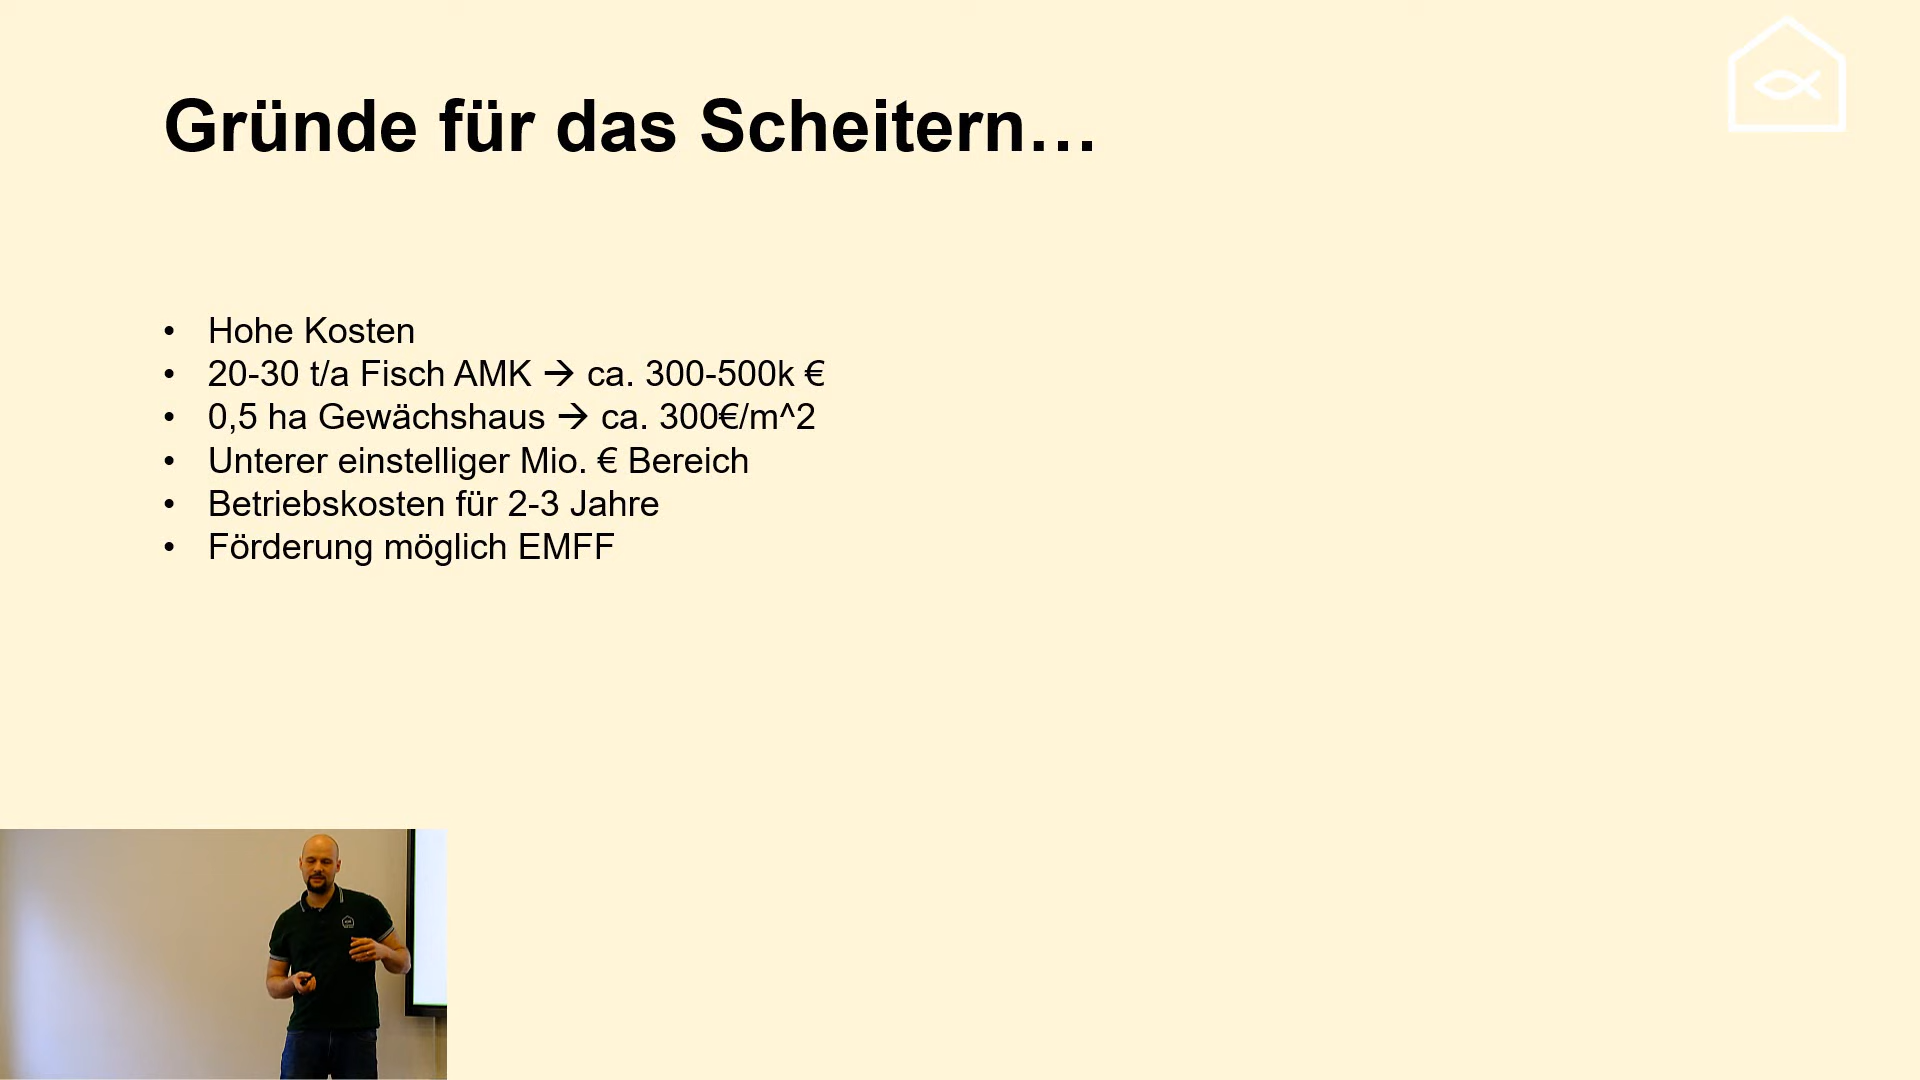 Gründe für das Scheitern…
• Hohe Kosten
• 20-30 t/a Fisch AMK → ca. 300-500k €
• 0,5 ha Gewächshaus → ca. 300€/m^2
• Unterer einstelliger Mio. € Bereich
• Betriebskosten für 2-3 Jahre
• Förderung möglich EMFF